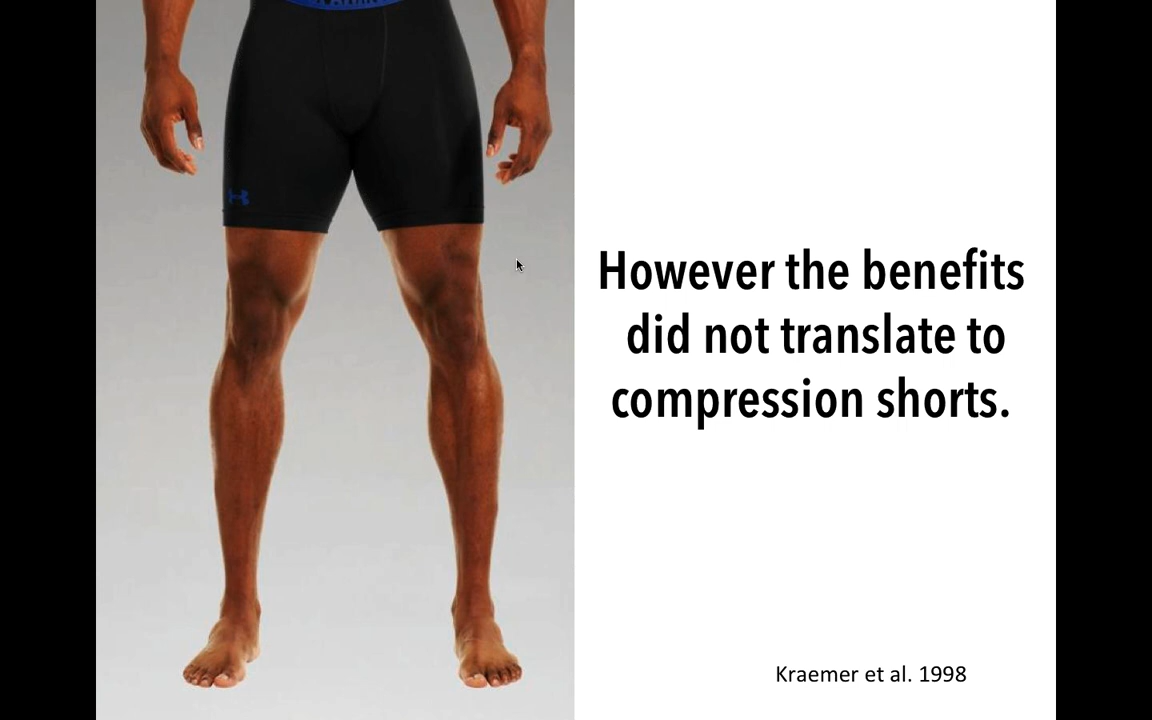 However the benefits
did not translate to
compression shorts.
Kraemer et al. 1998